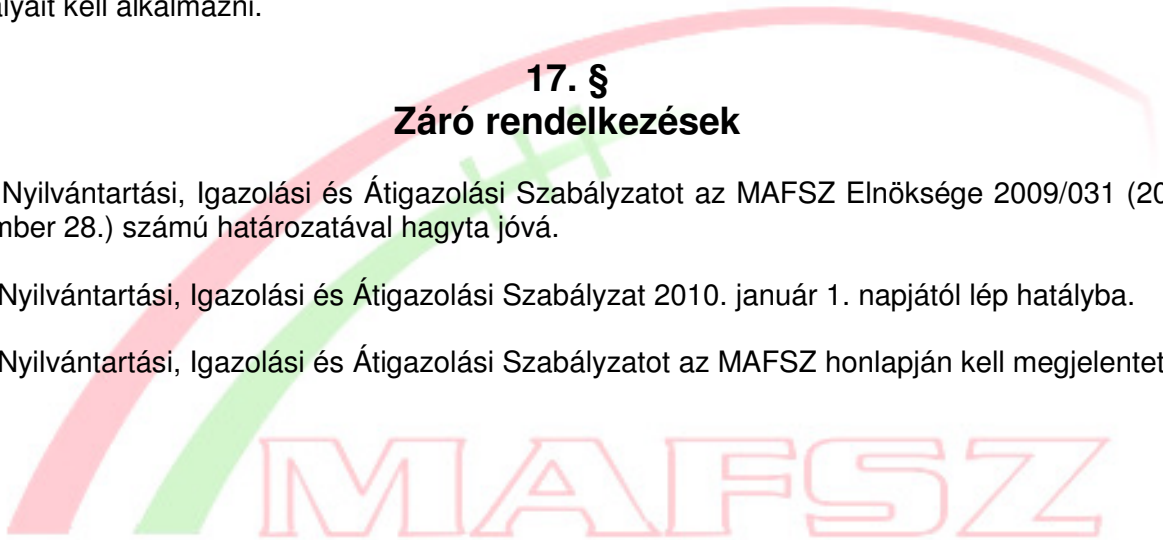 lyait kell alkalmazni.
17. §
Záró rendelkezések
Nyilvántartási, Igazolási és Átigazolási Szabályzatot az MAFSZ Elnöksége 2009/031 (20
mber 28.) számú határozatával hagyta jóvá.
Nyilvántartási, Igazolási és Átigazolási Szabályzat 2010. január 1. napjától lép hatályba.
Nyilvántartási, Igazolási és Átigazolási Szabályzatot az MAFSZ honlapján kell megjelentet
MAFSZ